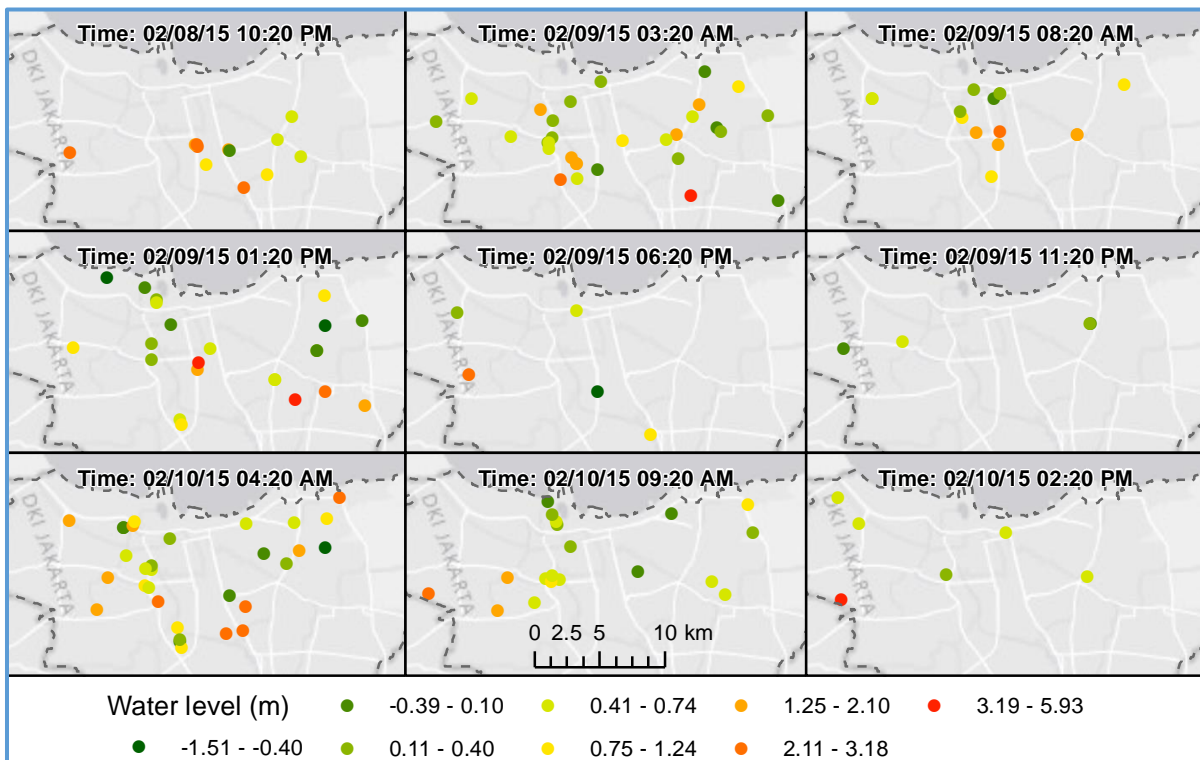 Time: 02/08/15 10:20 PM
DKI JAKARTA
Time: 02/09/15 03:20 AM
DKI JAKARTA
Time: 02/09/15 08:20 AM
DKI JAKARTA
Time: 02/09/15 01:20 PM
DKI JAKARTA
Time: 02/09/15 06:20 PM
DKI JAKARTA
Time: 02/09/15 11:20 PM
DKI JAKARTA
Time: 02/10/15 04:20 AM
DKI JAKARTA
Time: 02/10/15 09:20 AM
DKI JAKARTA
0 2.5 5 10 km
Time: 02/10/15 02:20 PM
DKI JAKARTA
Water level (m) -0.39 - 0.10 0.41 - 0.74 1.25 - 2.10 3.19 - 5.93
-1.51 - -0.40 0.11 - 0.40 0.75 - 1.24 2.11 - 3.18